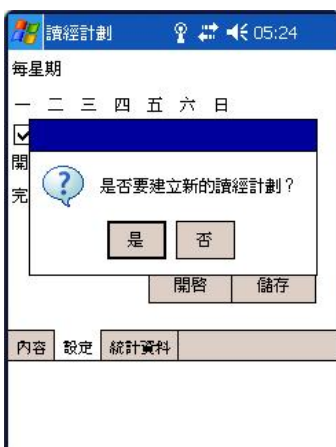 讀經計劃 05:24
每星期
一 二 三 四 五 六 日
開
完
是否要建立新的讀經計劃？
是 否
開啓 儲存
內容 設定 統計資料